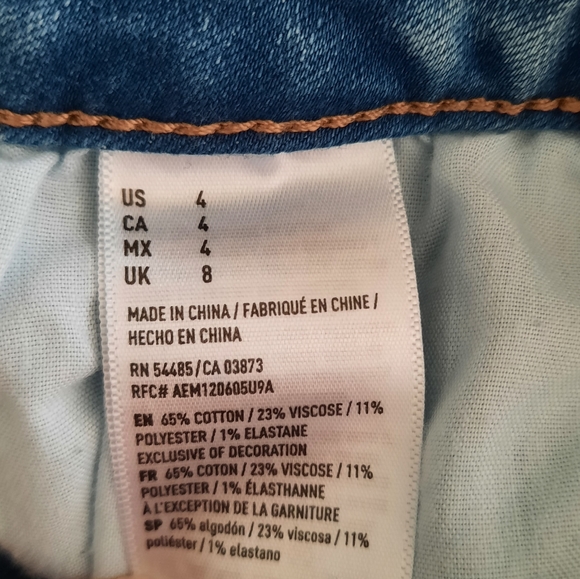 US 4
CA 4
MX 4
UK 8
MADE IN CHINA / FABRIQUÉ EN CHINE /
HECHO EN CHINA
RN 54485/CA 03873
RFC# AEM120605U9A
EN 65% COTTON / 23% VISCOSE / 11%
POLYESTER / 1% ELASTANE
EXCLUSIVE OF DECORATION
FR 65% COTON / 23% VISCOSE / 11%
POLYESTER / 1% ÉLASTHANNE
À L'EXCEPTION DE LA GARNITURE
SP 65% algodón / 23% viscosa / 11%
poliéster / 1% elastano